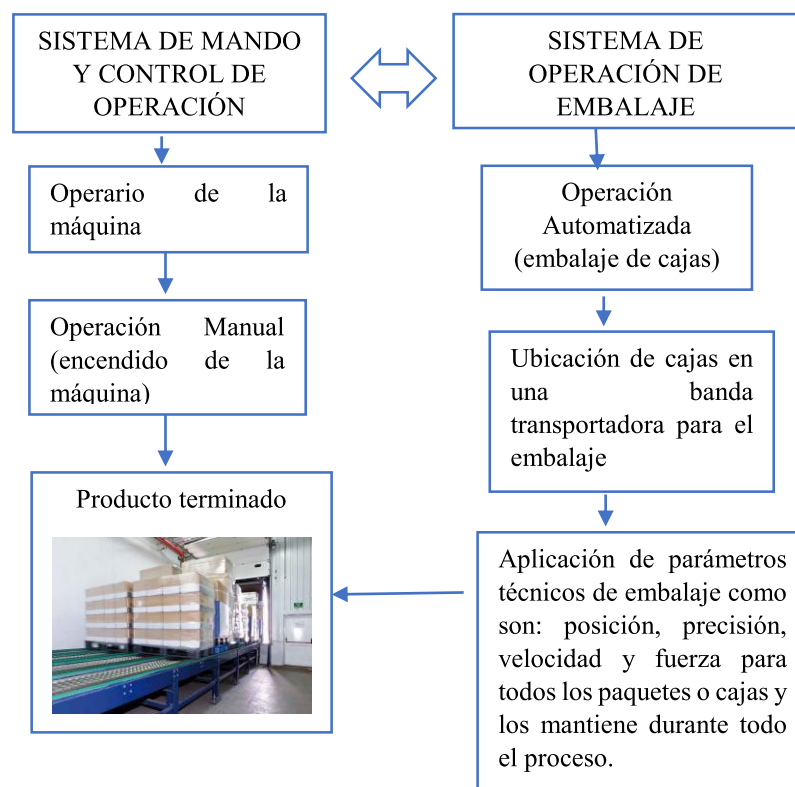 SISTEMA DE MANDO
Y CONTROL DE
OPERACIÓN
Operario de la
máquina
Operación Manual
(encendido de la
máquina)
Producto terminado
SISTEMA DE
OPERACIÓN DE
EMBALAJE
Operación
Automatizada
(embalaje de cajas)
Ubicación de cajas en
una banda
transportadora para el
embalaje
Aplicación de parámetros
técnicos de embalaje como
son: posición, precisión,
velocidad y fuerza para
todos los paquetes o cajas y
los mantiene durante todo
el proceso.